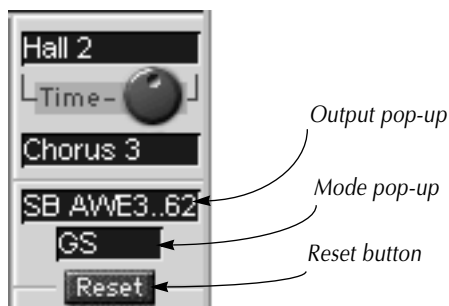 Hall 2
Time
Chorus 3
Output pop-up
SB AWE3..62
Mode pop-up
GS
Reset button
Reset